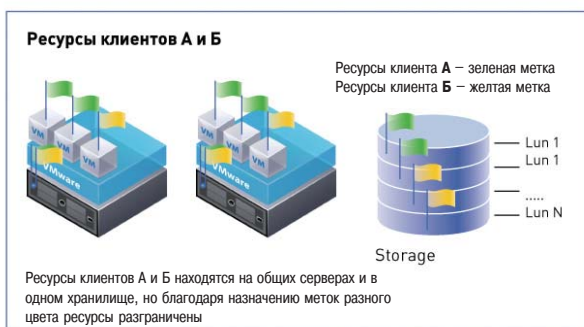 Ресурсы клиентов А и Б
Ресурсы клиента А – зеленая метка
Ресурсы клиента Б – желтая метка
VM
VM
VM
VMware
VM
VM
VM
VMware
Lun 1
Lun 1
.....
Lun N
Storage
Ресурсы клиентов А и Б находятся на общих серверах и в
одном хранилище, но благодаря назначению меток разного
цвета ресурсы разграничены